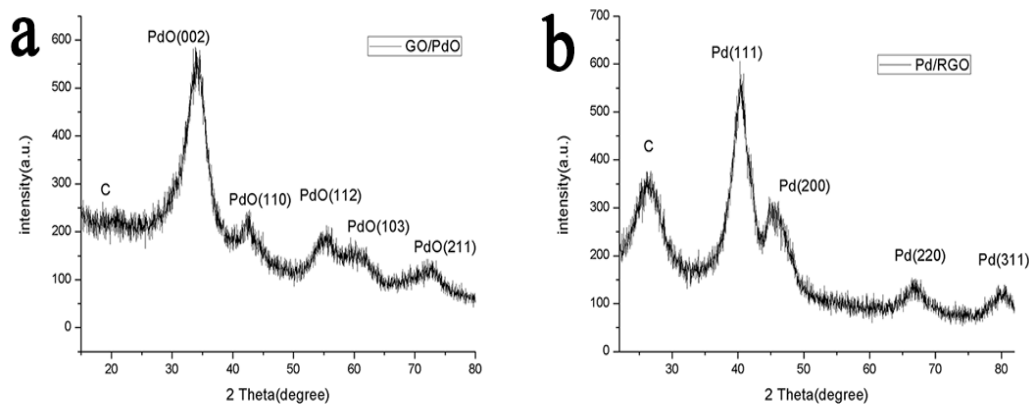 a
GO/PdO
PdO(002)
C
PdO(110)
PdO(112)
PdO(103)
PdO(211)
intensity(a.u.)
600
500
400
300
200
100
0
20 30 40 50 60 70 80
2 Theta(degree)
b
Pd/RGO
Pd(111)
C
Pd(200)
Pd(220)
Pd(311)
intensity(a.u.)
700
600
500
400
300
200
100
0
30 40 50 60 70 80
2 Theta(degree)